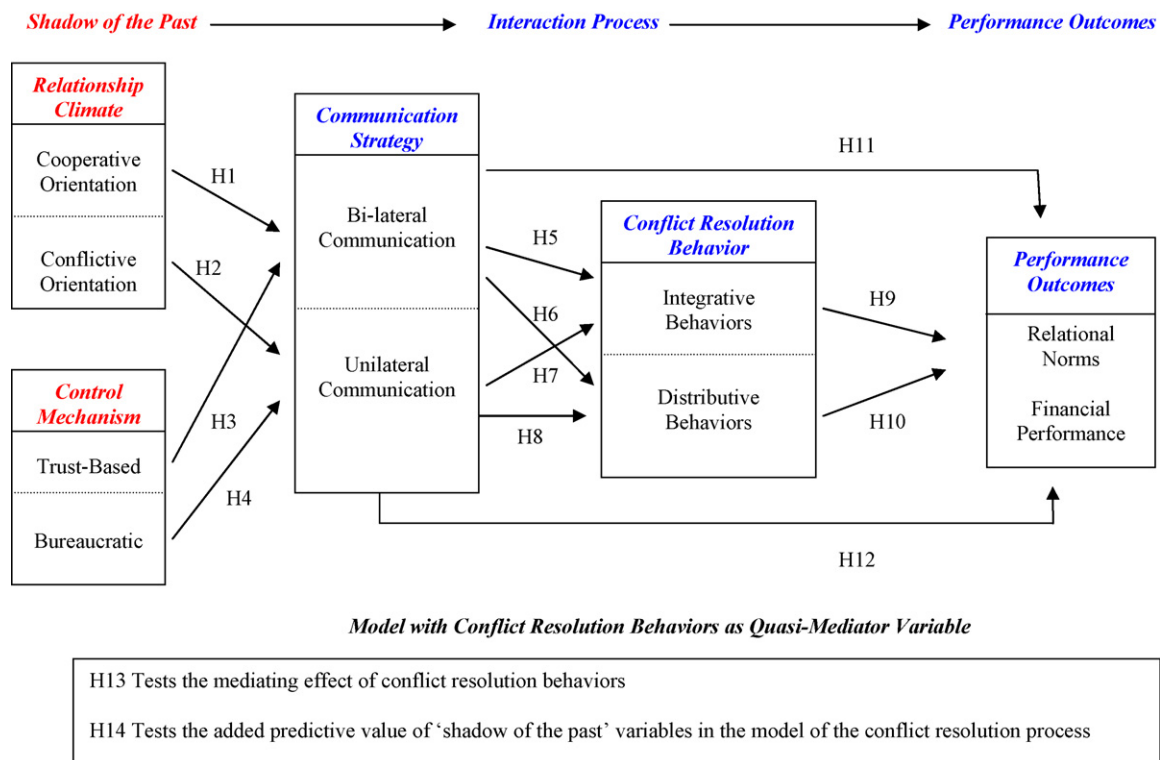 Shadow of the Past
Interaction Process
Performance Outcomes
Relationship
Climate
Cooperative
Orientation
Conflictive
Orientation
Control
Mechanism
Trust-Based
Bureaucratic
H1
H2
H3
H4
Communication
Strategy
Bi-lateral
Communication
Unilateral
Communication
H5
H6
H7
H8
Conflict Resolution
Behavior
Integrative
Behaviors
Distributive
Behaviors
H9
H10
H11
H12
Performance
Outcomes
Relational
Norms
Financial
Performance
Model with Conflict Resolution Behaviors as Quasi-Mediator Variable
H13 Tests the mediating effect of conflict resolution behaviors
H14 Tests the added predictive value of ‘shadow of the past’ variables in the model of the conflict resolution process